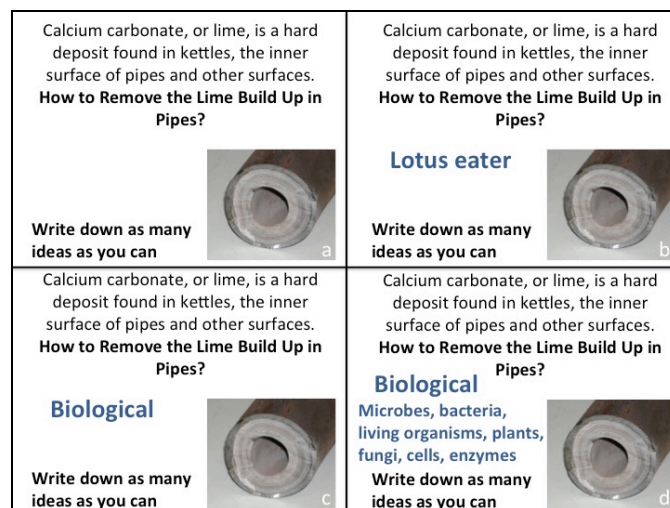 Calcium carbonate, or lime, is a hard
deposit found in kettles, the inner
surface of pipes and other surfaces.
How to Remove the Lime Build Up in
Pipes?
Write down as many
ideas as you can
a
Calcium carbonate, or lime, is a hard
deposit found in kettles, the inner
surface of pipes and other surfaces.
How to Remove the Lime Build Up in
Pipes?
Lotus eater
Write down as many
ideas as you can
b
Calcium carbonate, or lime, is a hard
deposit found in kettles, the inner
surface of pipes and other surfaces.
How to Remove the Lime Build Up in
Pipes?
Biological
Write down as many
ideas as you can
c
Calcium carbonate, or lime, is a hard
deposit found in kettles, the inner
surface of pipes and other surfaces.
How to Remove the Lime Build Up in
Pipes?
Biological
Microbes, bacteria,
living organisms, plants,
fungi, cells, enzymes
Write down as many
ideas as you can
d